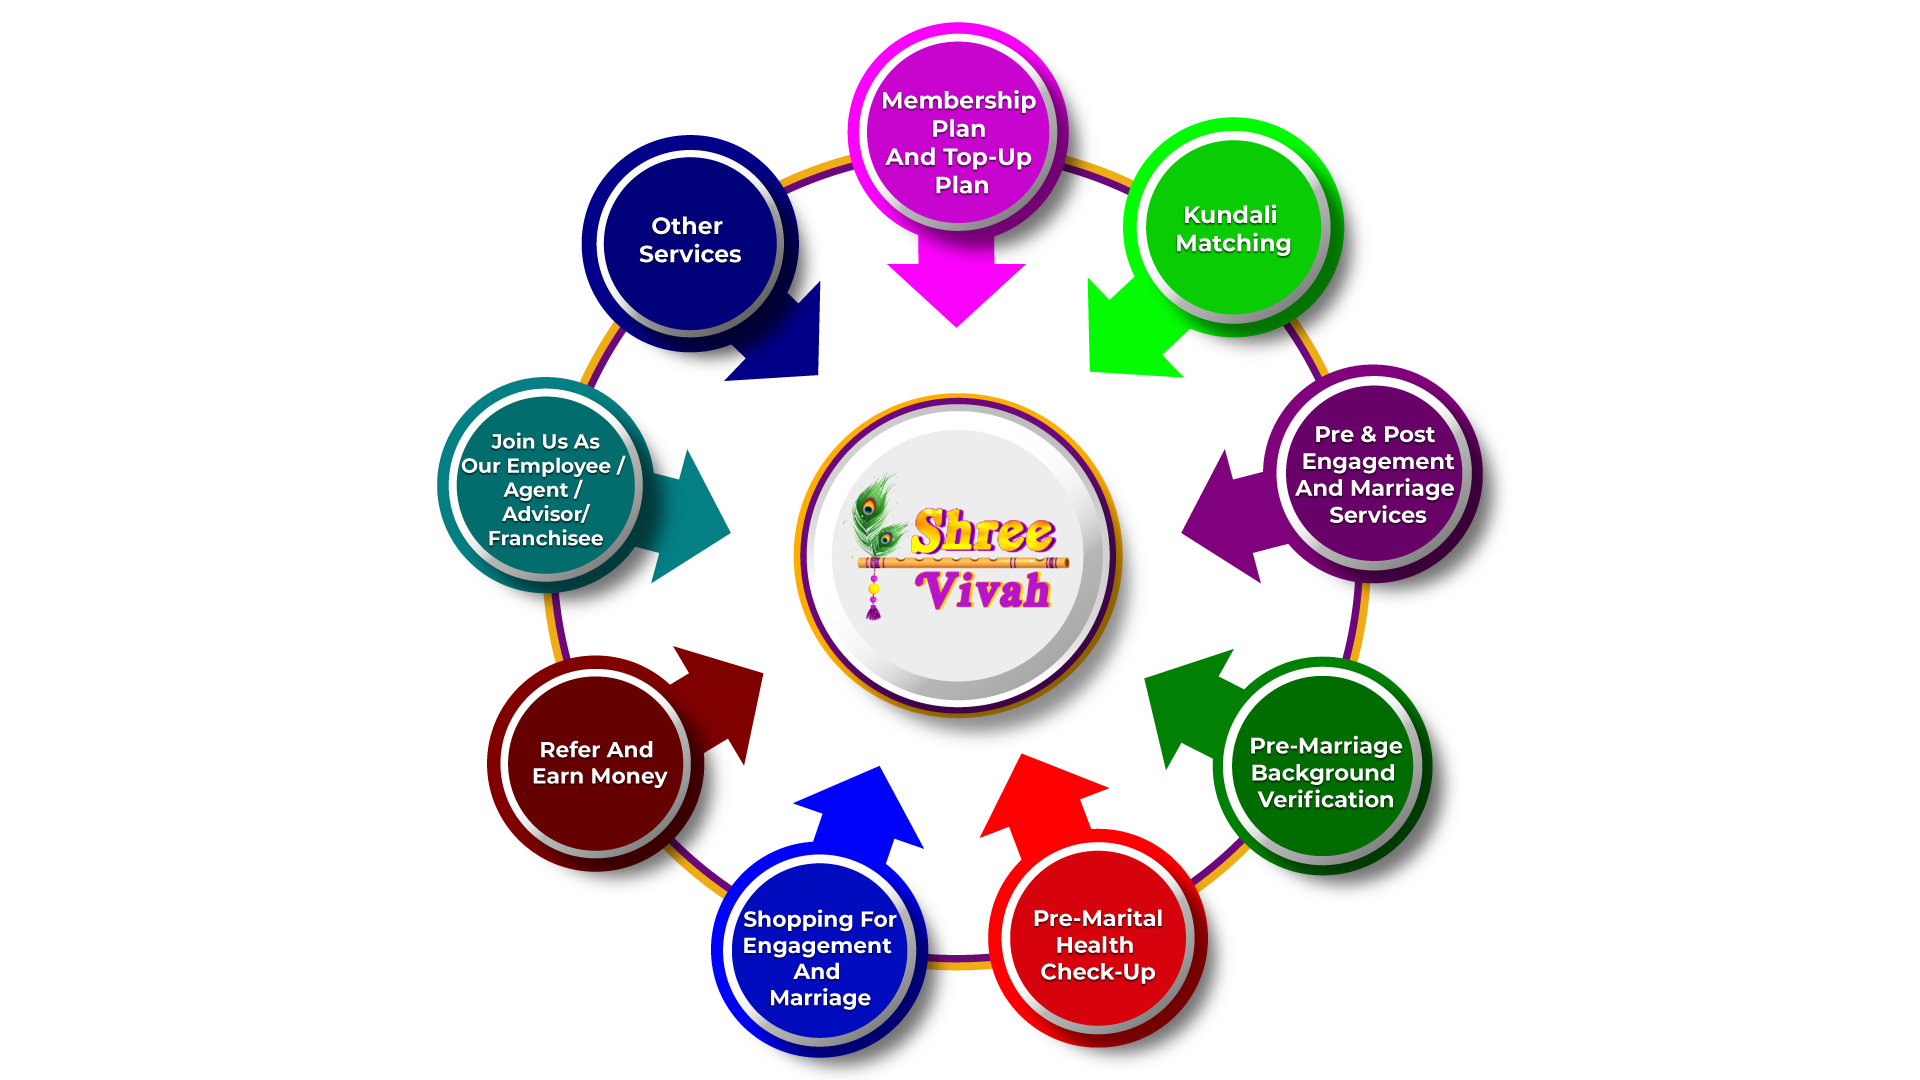 Membership
Plan
And Top-Up
Plan
Kundali
Matching
Pre & Post
Engagement
And Marriage
Services
Pre-Marriage
Background
Verification
Pre-Marital
Health
Check-Up
Shopping For
Engagement
And
Marriage
Refer And
Earn Money
Join Us As
Our Employee /
Agent /
Advisor/
Franchisee
Other
Services
Shree
Vivah